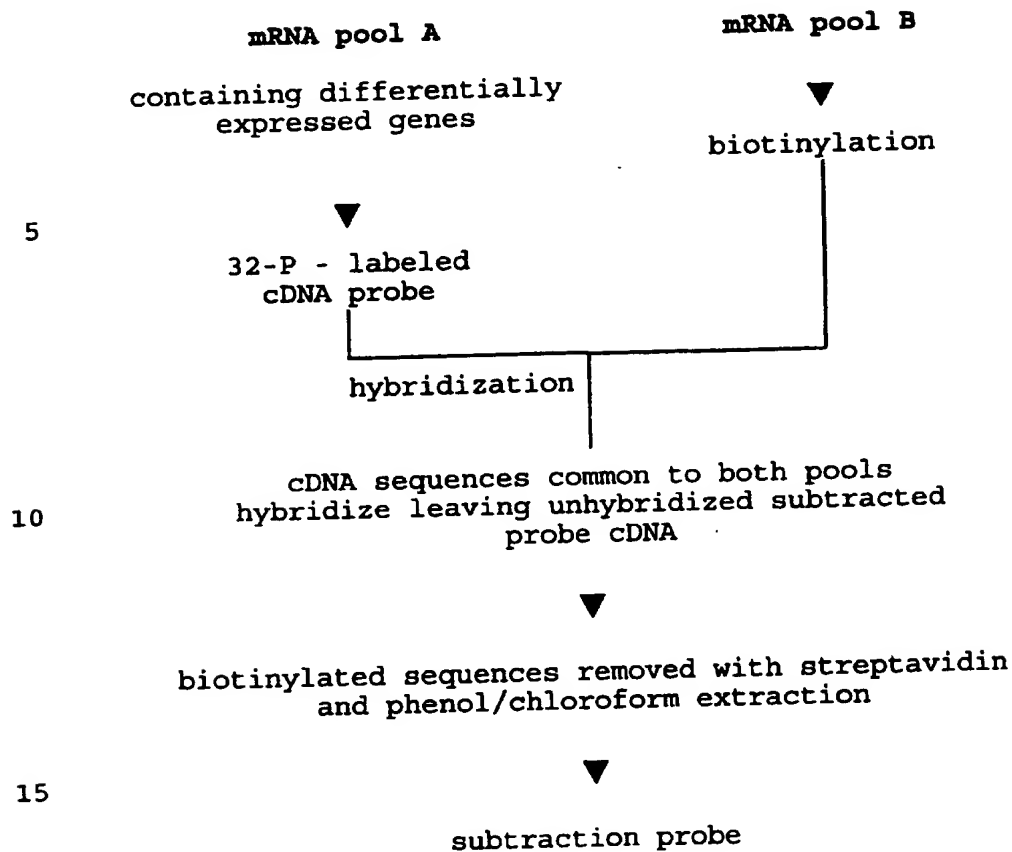 mRNA pool A
mRNA pool B
containing differentially
expressed genes
biotinylation
5
32-P - labeled
cDNA probe
hybridization
cDNA sequences common to both pools
10
hybridize leaving unhybridized subtracted
probe cDNA
biotinylated sequences removed with streptavidin
and phenol/chloroform extraction
15
subtraction probe